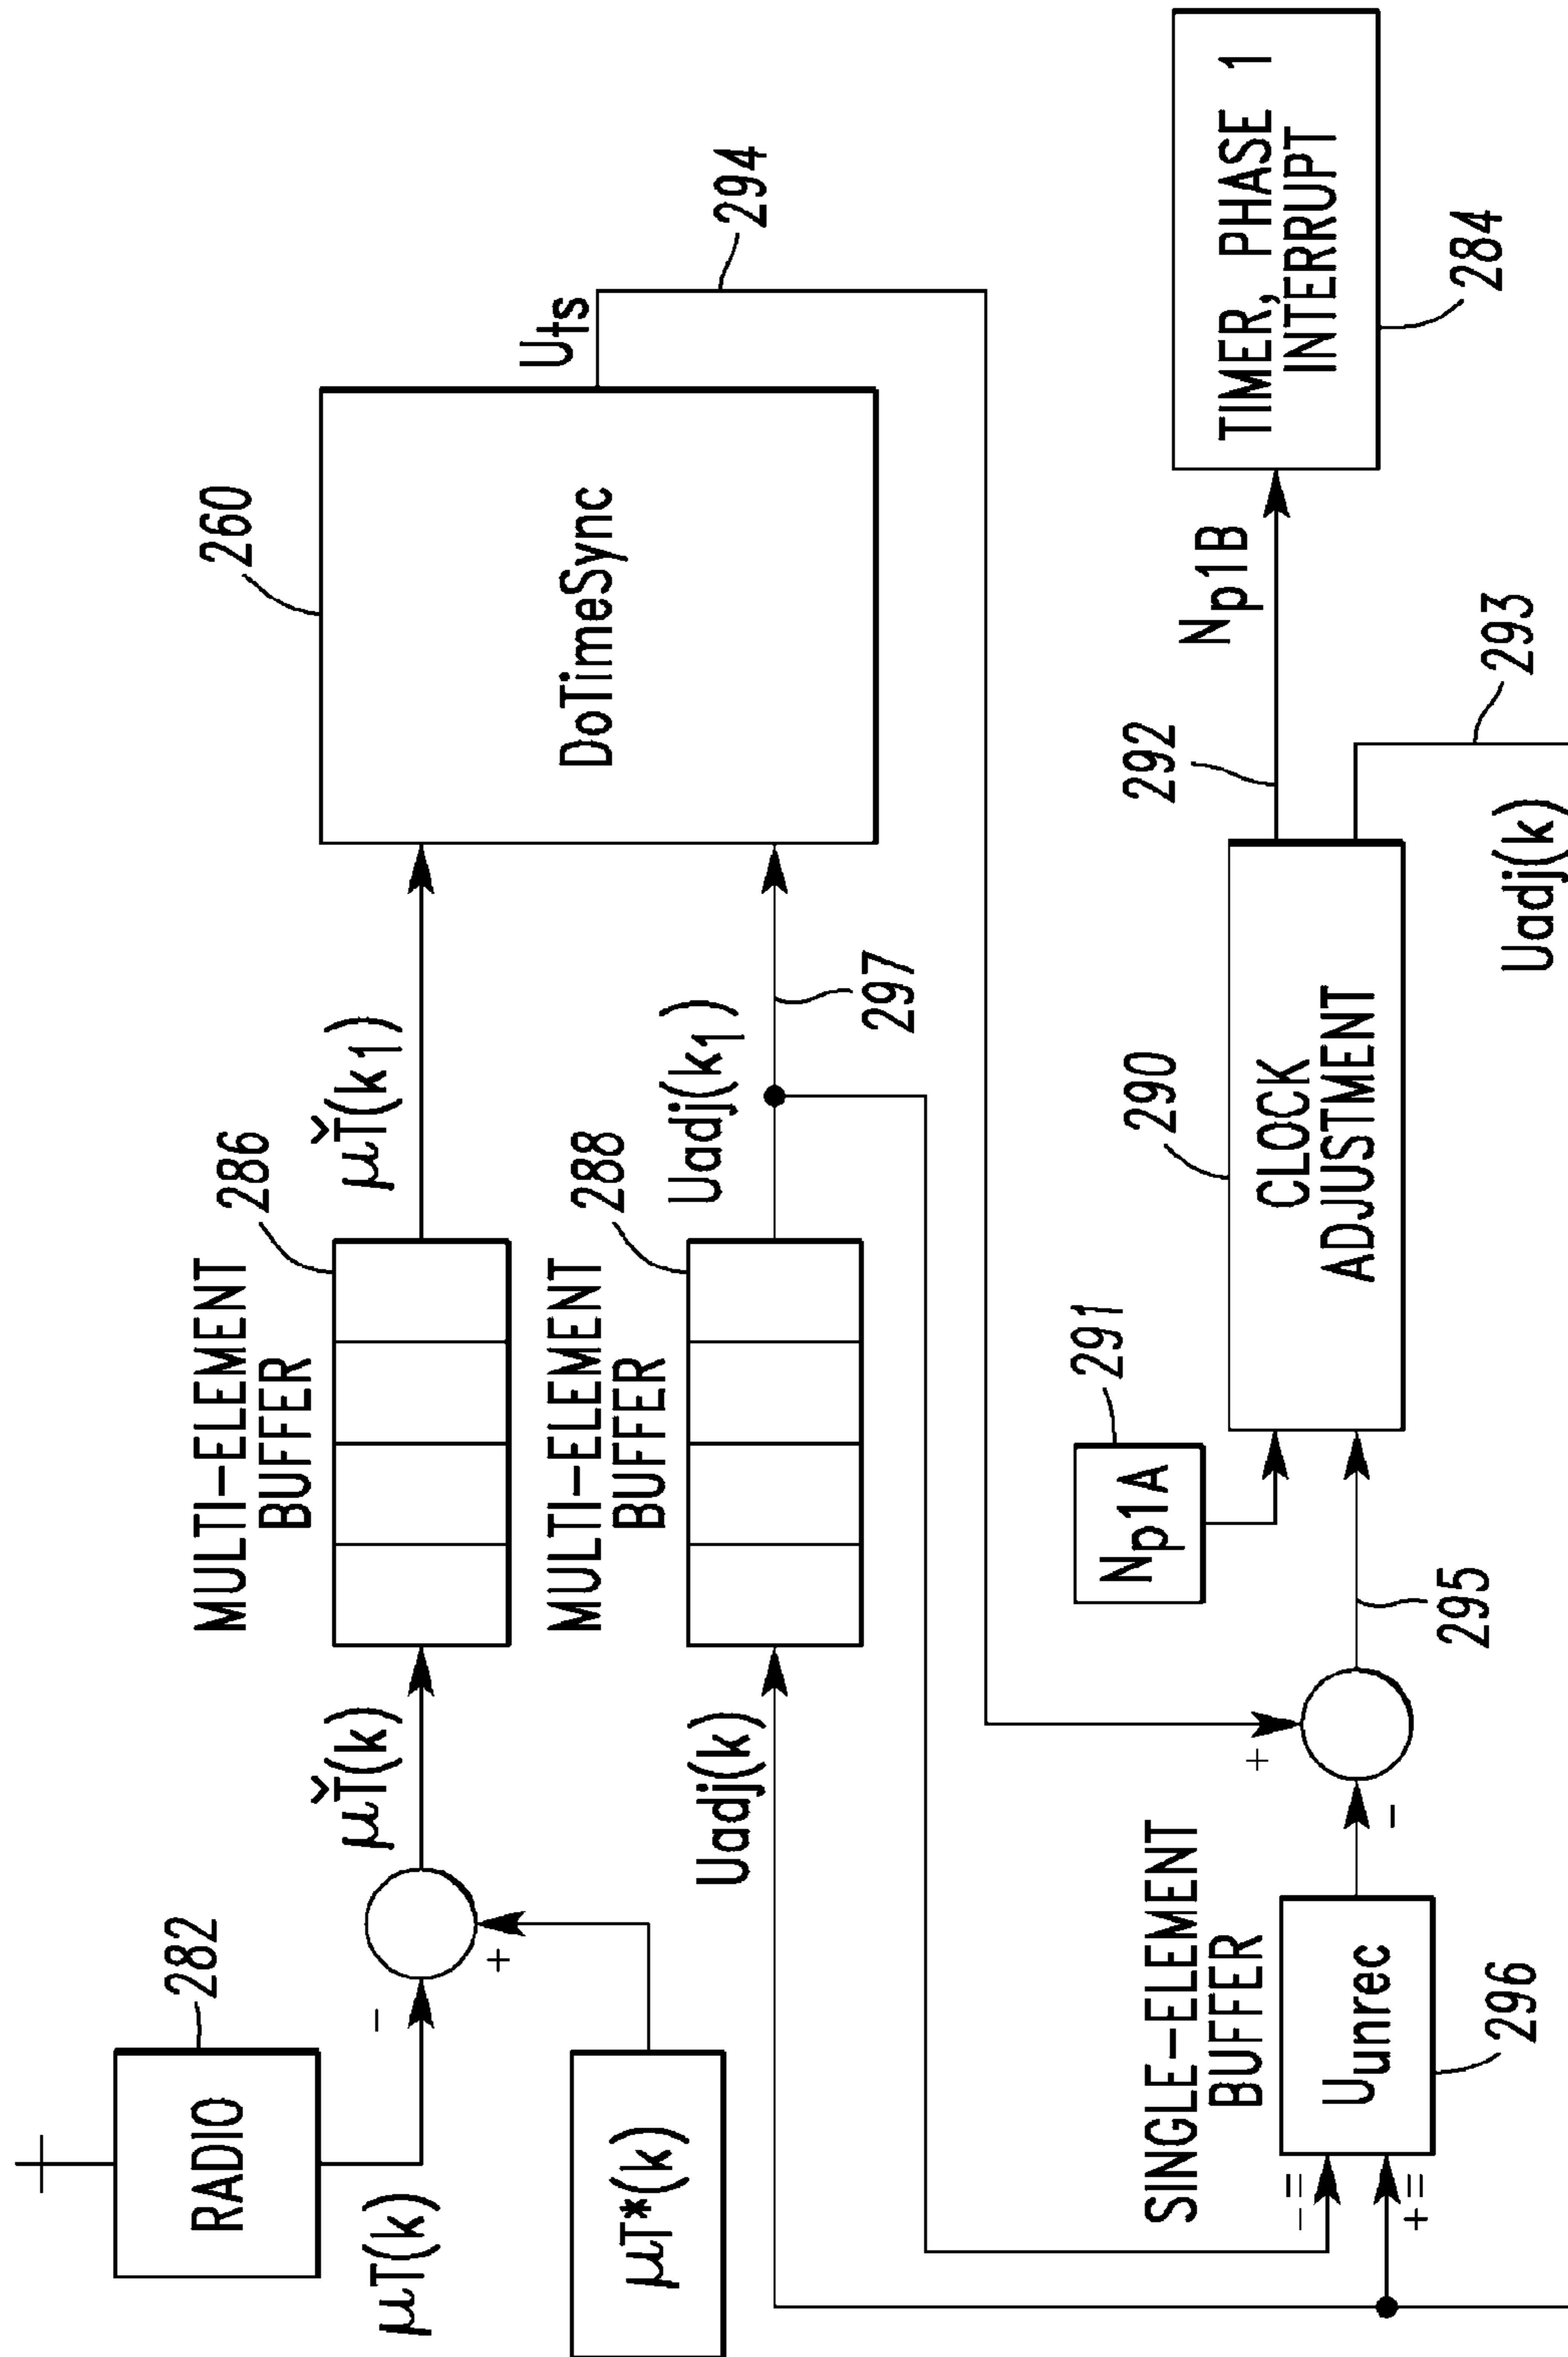 282
RADIO
μT(k)
−
+
μT*(k)
μŤ(k)
MULTI-ELEMENT
BUFFER
286
μŤ(k1)
260
DoTimeSync
Uts
294
Uadj(k)
MULTI-ELEMENT
BUFFER
288
Uadj(k1)
297
SINGLE-ELEMENT
BUFFER
−=
+=
Uunrec
296
−
+
295
Np1A
291
290
CLOCK
ADJUSTMENT
292
Np1B
TIMER, PHASE 1
INTERRUPT
284
293
Uadj(k)